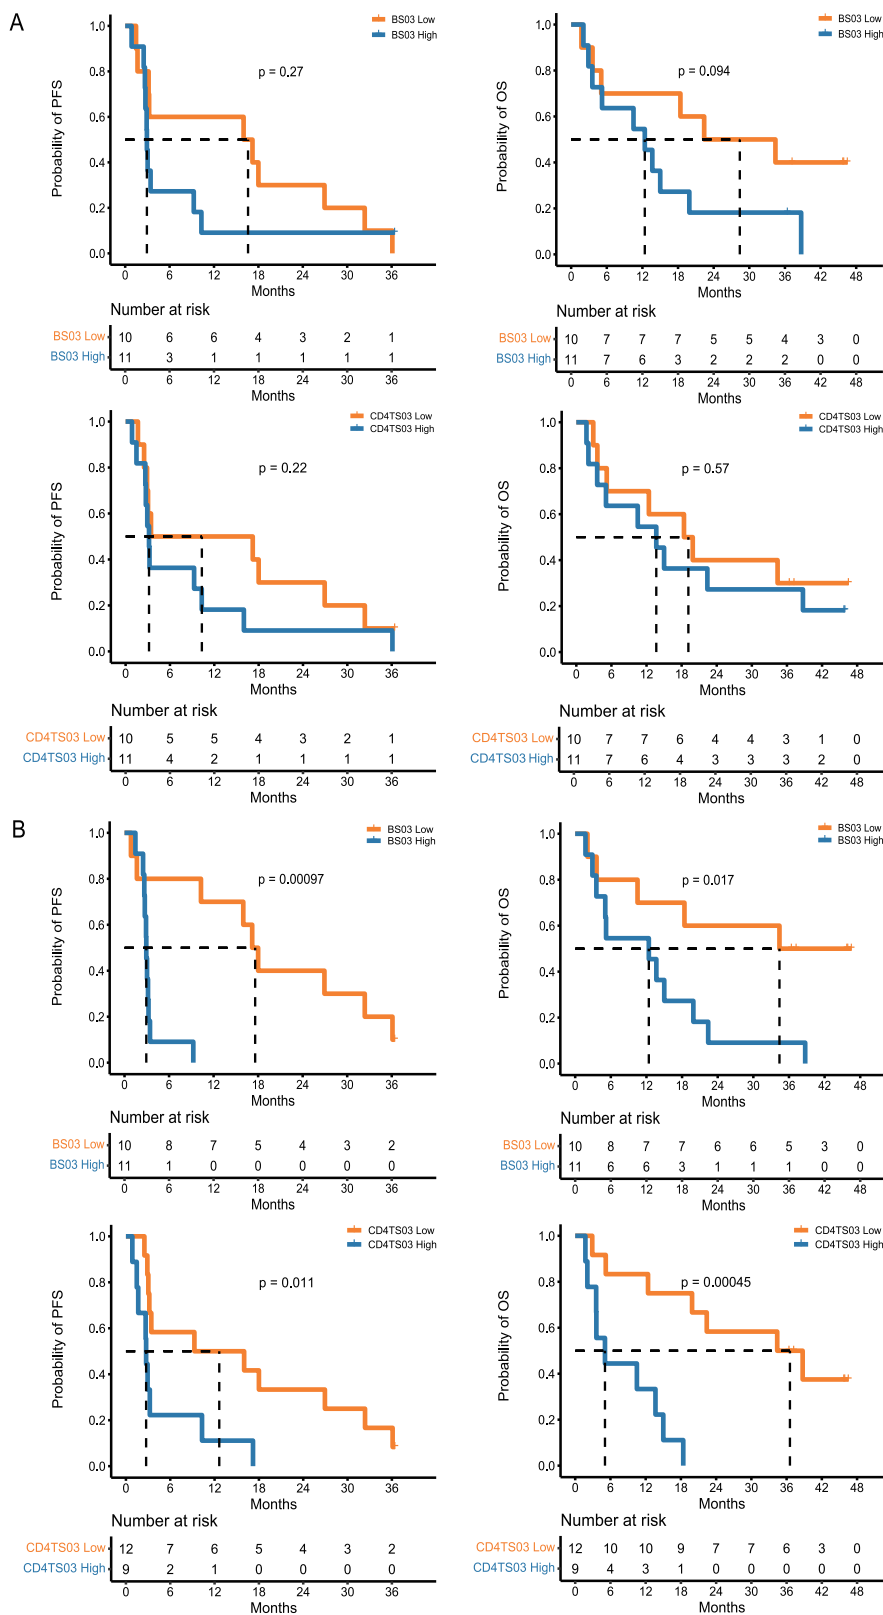 A
BS03 Low
BS03 High
p = 0.27
Probability of PFS
1.0
0.8
0.6
0.4
0.2
0.0
0 6 12 18 24 30 36
Months
Number at risk
BS03 Low 10 6 6 4 3 2 1
BS03 High 11 3 1 1 1 1 1
0 6 12 18 24 30 36
Months
BS03 Low
BS03 High
p = 0.094
Probability of OS
1.0
0.8
0.6
0.4
0.2
0.0
0 6 12 18 24 30 36 42 48
Months
Number at risk
BS03 Low 10 7 7 7 5 5 4 3 0
BS03 High 11 7 6 3 2 2 2 0 0
0 6 12 18 24 30 36 42 48
Months
CD4TS03 Low
CD4TS03 High
p = 0.22
Probability of PFS
1.0
0.8
0.6
0.4
0.2
0.0
0 6 12 18 24 30 36
Months
Number at risk
CD4TS03 Low 10 5 5 4 3 2 1
CD4TS03 High 11 4 2 1 1 1 1
0 6 12 18 24 30 36
Months
CD4TS03 Low
CD4TS03 High
p = 0.57
Probability of OS
1.0
0.8
0.6
0.4
0.2
0.0
0 6 12 18 24 30 36 42 48
Months
Number at risk
CD4TS03 Low 10 7 7 6 4 4 3 1 0
CD4TS03 High 11 7 6 4 3 3 3 2 0
0 6 12 18 24 30 36 42 48
Months
B
BS03 Low
BS03 High
p = 0.00097
Probability of PFS
1.0
0.8
0.6
0.4
0.2
0.0
0 6 12 18 24 30 36
Months
Number at risk
BS03 Low 10 8 7 5 4 3 2
BS03 High 11 1 0 0 0 0 0
0 6 12 18 24 30 36
Months
BS03 Low
BS03 High
p = 0.017
Probability of OS
1.0
0.8
0.6
0.4
0.2
0.0
0 6 12 18 24 30 36 42 48
Months
Number at risk
BS03 Low 10 8 7 7 6 6 5 3 0
BS03 High 11 6 6 3 1 1 1 0 0
0 6 12 18 24 30 36 42 48
Months
CD4TS03 Low
CD4TS03 High
p = 0.011
Probability of PFS
1.0
0.8
0.6
0.4
0.2
0.0
0 6 12 18 24 30 36
Months
Number at risk
CD4TS03 Low 12 7 6 5 4 3 2
CD4TS03 High 9 2 1 0 0 0 0
0 6 12 18 24 30 36
Months
CD4TS03 Low
CD4TS03 High
p = 0.00045
Probability of OS
1.0
0.8
0.6
0.4
0.2
0.0
0 6 12 18 24 30 36 42 48
Months
Number at risk
CD4TS03 Low 12 10 10 9 7 7 6 3 0
CD4TS03 High 9 4 3 1 0 0 0 0 0
0 6 12 18 24 30 36 42 48
Months